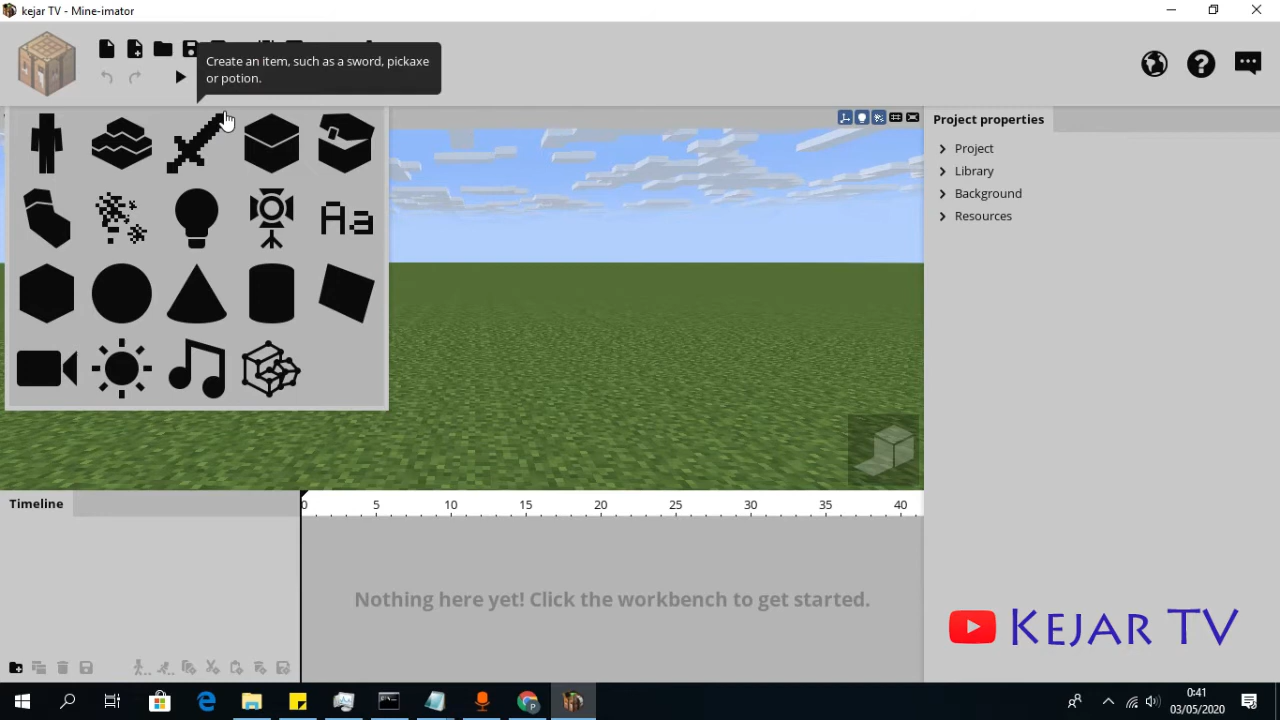 kejar TV - Mine-imator
Create an item, such as a sword, pickaxe
or potion.
Project properties
Project
Library
Background
Resources
Aa
Timeline
0 5 10 15 20 25 30 35 40
Nothing here yet! Click the workbench to get started.
KEJAR TV
0:41
03/05/2020